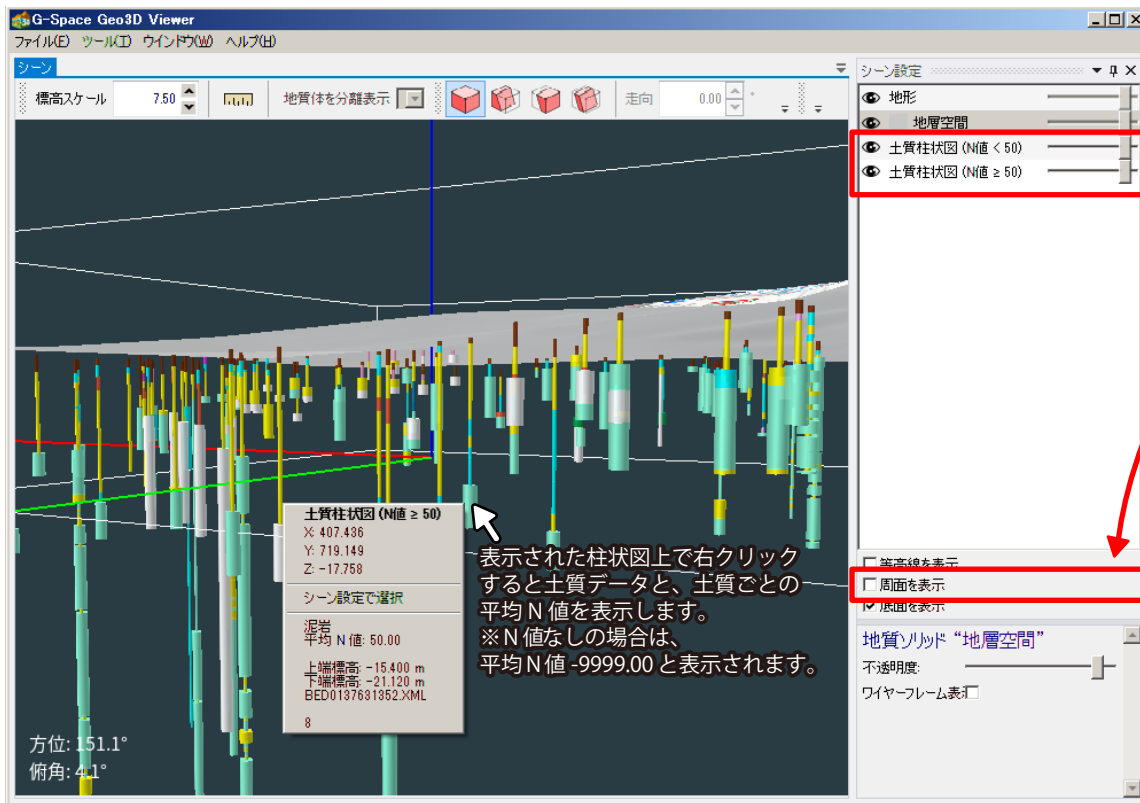 G-Space Geo3D Viewer
ファイル(F) ツール(T) ウインドウ(W) ヘルプ(H)
シーン
標高スケール 7.50 地質体を分離表示 走向 0.00 °
シーン設定
地形
地層空間
土質柱状図 (N値 < 50)
土質柱状図 (N値 ≥ 50)
土質柱状図 (N値 ≥ 50)
X: 407.436
Y: 719.149
Z: -17.758
シーン設定で選択
泥岩
平均 N 値: 50.00
上端標高: -15.400 m
下端標高: -21.120 m
BED0137631352.XML
8
表示された柱状図上で右クリック
すると土質データと、土質ごとの
平均 N 値を表示します。
※N 値なしの場合は、
平均 N 値 -9999.00 と表示されます。
方位: 151.1°
俯角: 4.1°
等高線を表示
周面を表示
底面を表示
地質ソリッド “地層空間”
不透明度:
ワイヤーフレーム表示